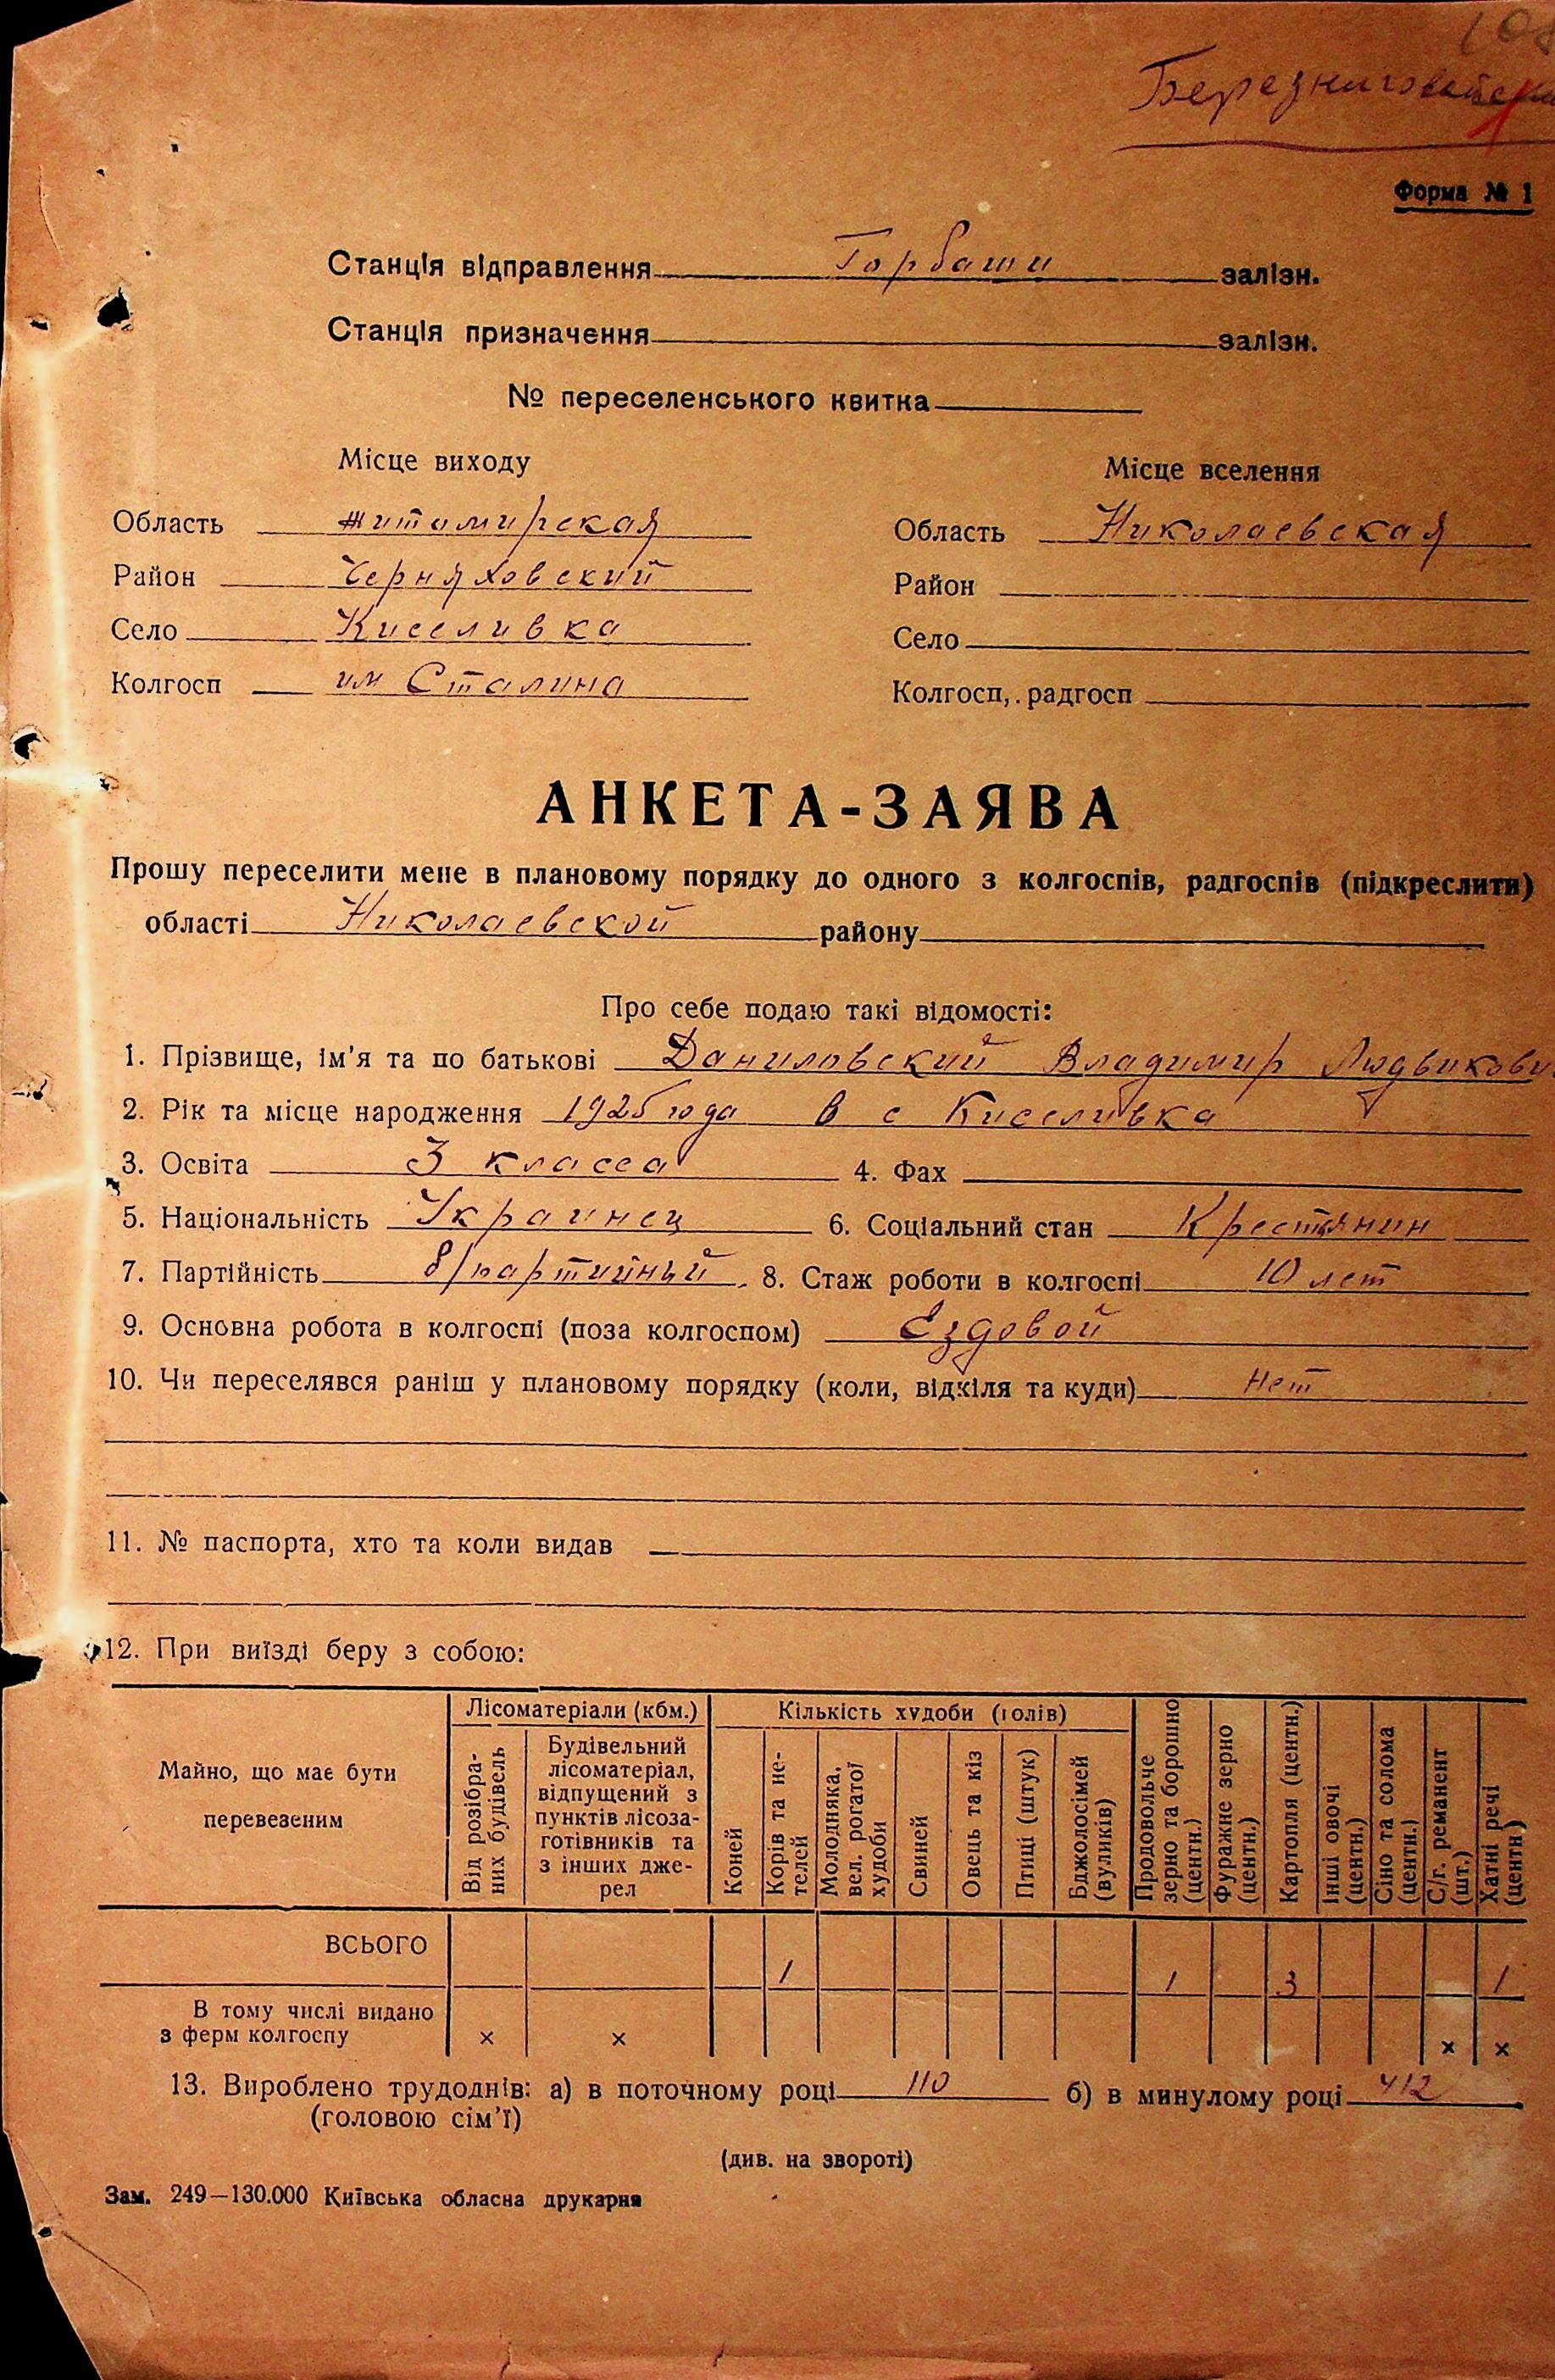 108
Березниговатский
Форма № 1
Станція відправлення Горбаши залізн.
Станція призначення залізн.
№ переселенського квитка
Місце виходу Місце вселення
Область житомирская Область Николаевская
Район Черняховский Район
Село Киселивка Село
Колгосп им Сталина Колгосп, радгосп
АНКЕТА-ЗАЯВА
Прошу переселити мене в плановому порядку до одного з колгоспів, радгоспів (підкреслити)
області Николаевской району
Про себе подаю такі відомості:
1. Прізвище, ім'я та по батькові Даниловский Владимир Людвикови
2. Рік та місце народження 1925 года в с Киселивка
3. Освіта 3 класса 4. Фах
5. Національність Украинец 6. Соціальний стан Крестянин
7. Партійність б/партийный 8. Стаж роботи в колгоспі 10 лет
9. Основна робота в колгоспі (поза колгоспом) Ездовой
10. Чи переселявся раніш у плановому порядку (коли, відкіля та куди) Нет
11. № паспорта, хто та коли видав
12. При виїзді беру з собою:
Майно, що має бути перевезеним
Лісоматеріали (кбм.)
Від розібраних будівель
Будівельний лісоматеріал, відпущений з пунктів лісозаготівників та з інших джерел
Кількість худоби (голів)
Коней
Корів та нетелей
Молодняка, вел. рогатої худоби
Свиней
Овець та кіз
Птиці (штук)
Бджолосімей (вуликів)
Продовольче зерно та борошно (центн.)
Фуражне зерно (центн.)
Картопля (центн.)
Інші овочі (центн.)
Сіно та солома (центн.)
С/г. реманент (шт.)
Хатні речі (центн)
ВСЬОГО 1 1 3 1
В тому числі видано
з ферм колгоспу × × × ×
13. Вироблено трудоднів: а) в поточному році 110 б) в минулому році 412
(головою сім'ї)
(див. на звороті)
Зам. 249—130.000 Київська обласна друкарня